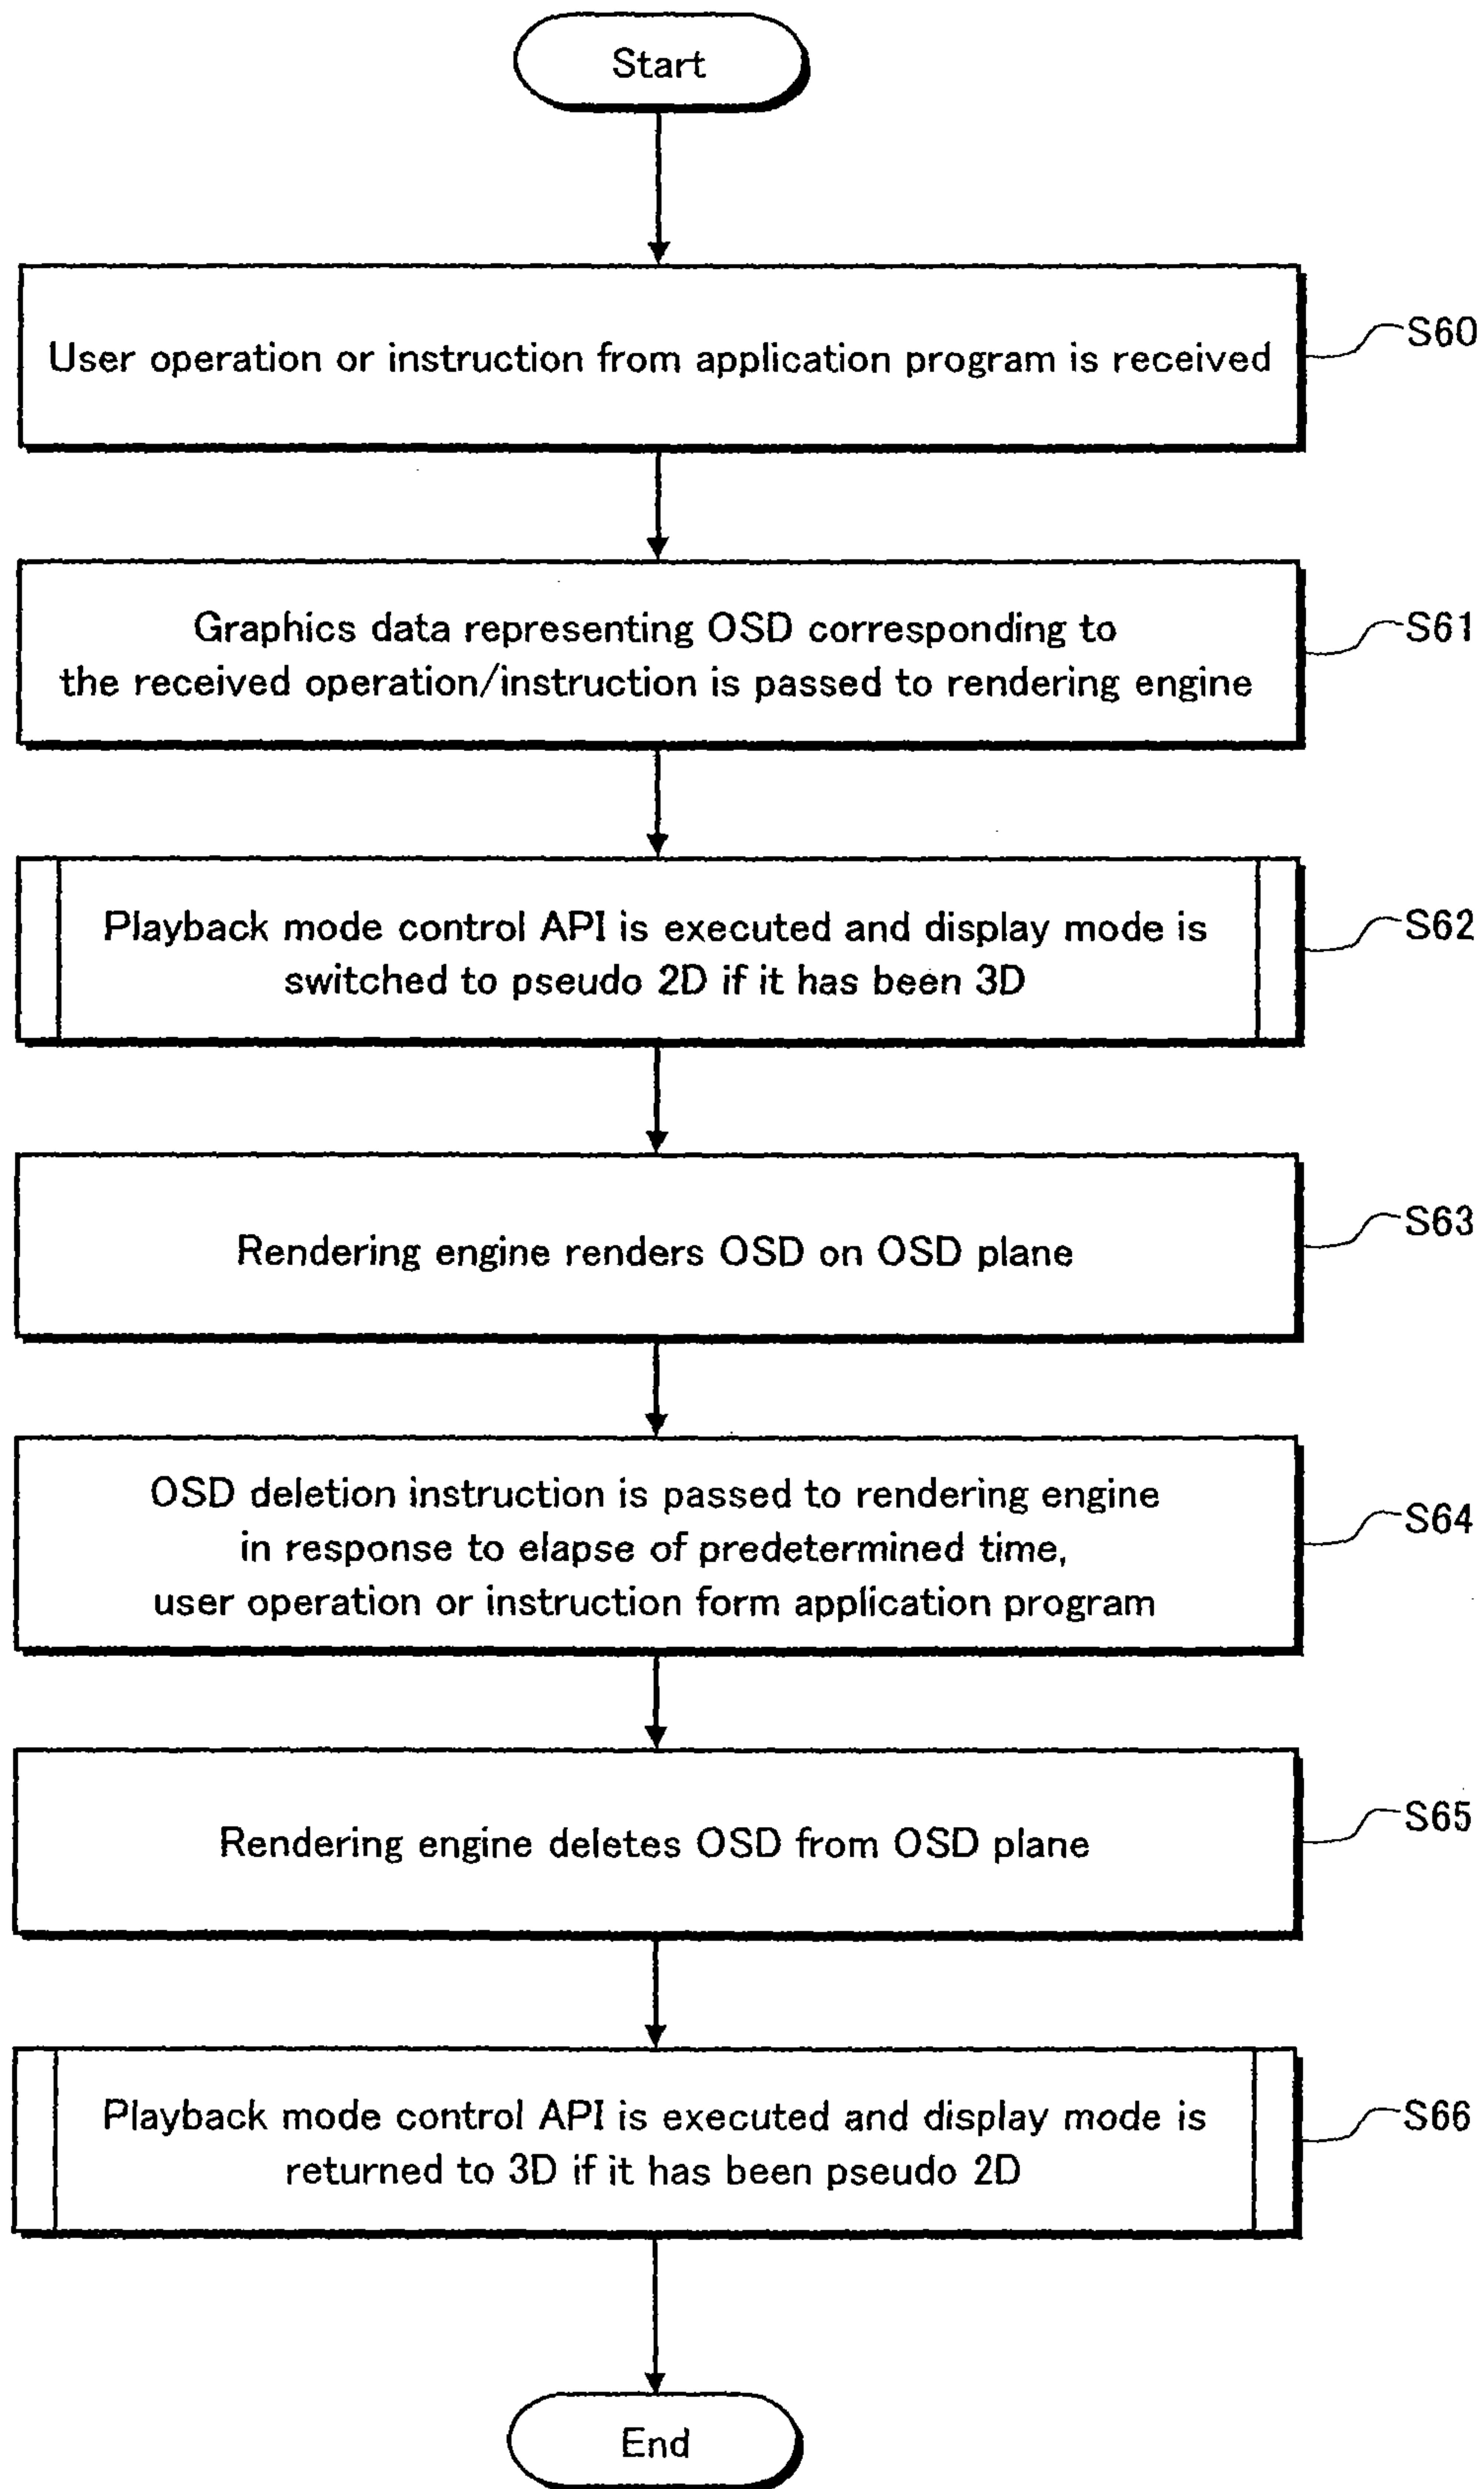 Start
User operation or instruction from application program is received
S60
Graphics data representing OSD corresponding to
the received operation/instruction is passed to rendering engine
S61
Playback mode control API is executed and display mode is
switched to pseudo 2D if it has been 3D
S62
Rendering engine renders OSD on OSD plane
S63
OSD deletion instruction is passed to rendering engine
in response to elapse of predetermined time,
user operation or instruction form application program
S64
Rendering engine deletes OSD from OSD plane
S65
Playback mode control API is executed and display mode is
returned to 3D if it has been pseudo 2D
S66
End